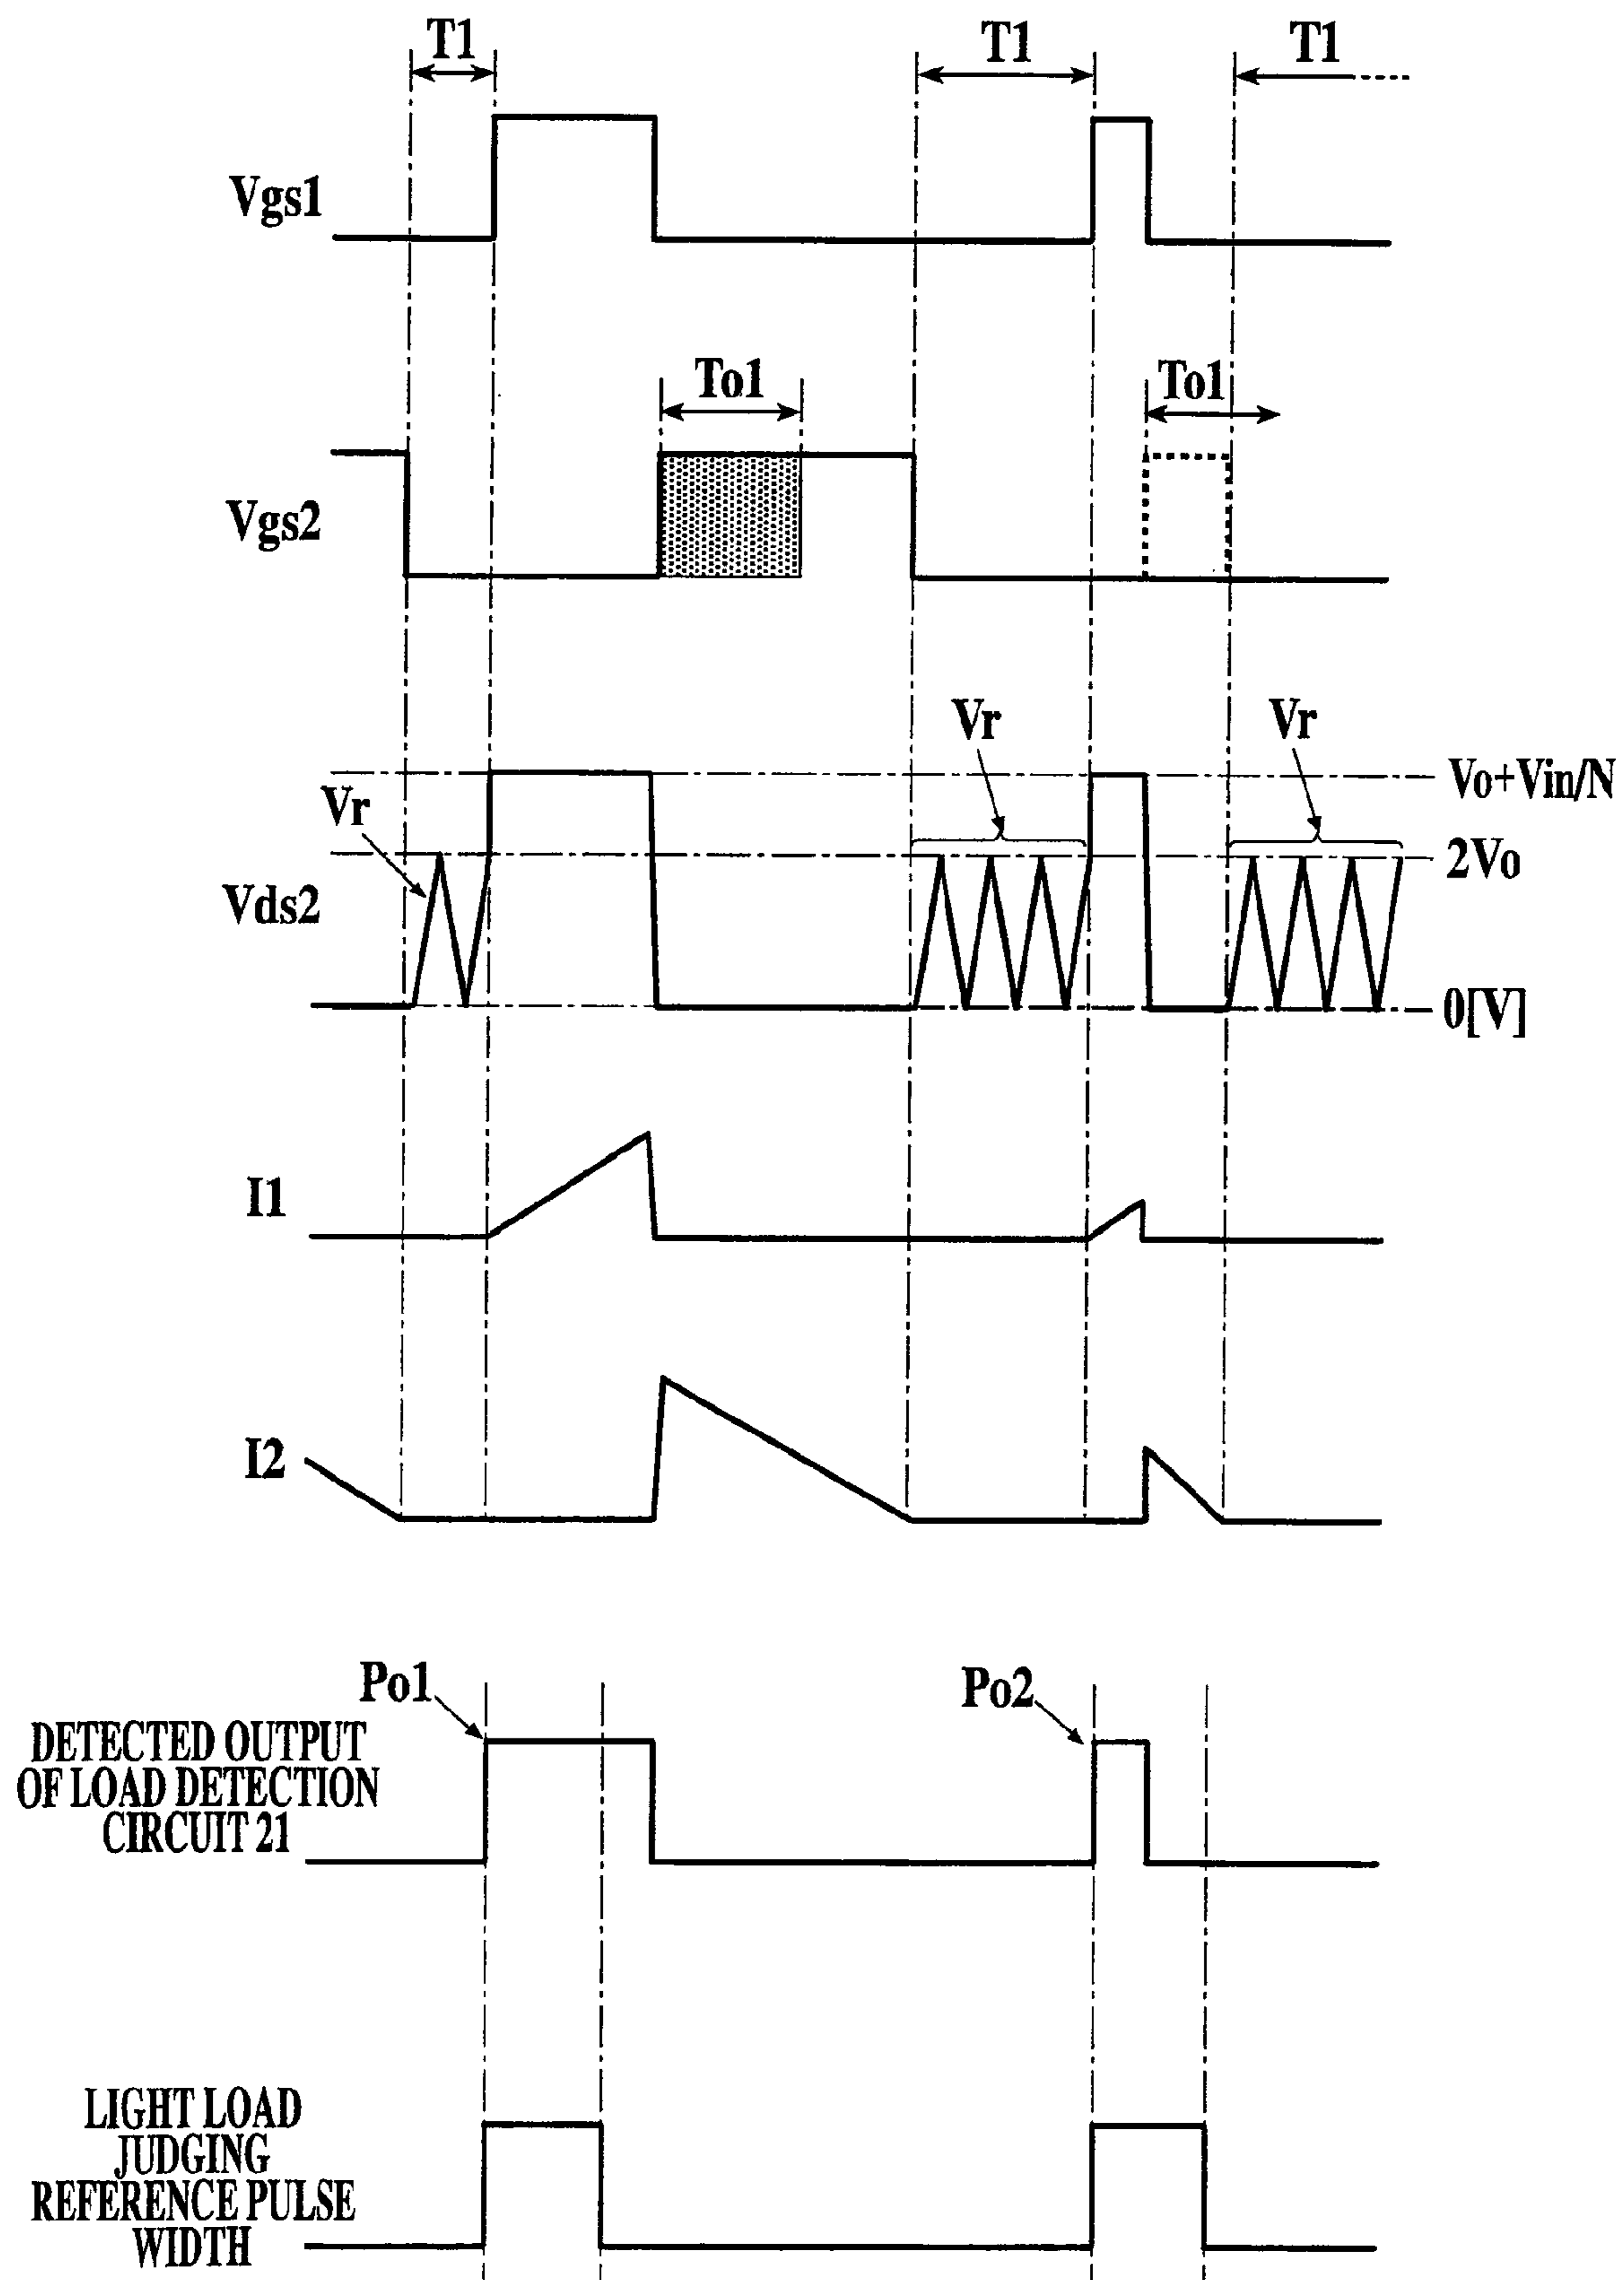 T1 T1 T1
Vgs1
To1 To1
Vgs2
Vr Vr
Vo+Vin/N
Vr
2Vo
Vds2
0[V]
I1
I2
Po1 Po2
DETECTED OUTPUT
OF LOAD DETECTION
CIRCUIT 21
LIGHT LOAD
JUDGING
REFERENCE PULSE
WIDTH